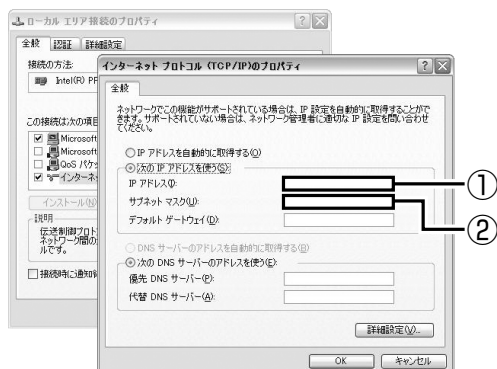 ローカル エリア接続のプロパティ
全般 認証 詳細設定
接続の方法:
Intel(R)
この接続は次の項目
Microsoft
Microsoft
QoS パケッ
インターネ
インストール(N)
説明
伝送制御プロト
ネットワーク間の
ルです。
接続時に通知
インターネット プロトコル (TCP/IP)のプロパティ
全般
ネットワークでこの機能がサポートされている場合は、IP 設定を自動的に取得することがで
きます。サポートされていない場合は、ネットワーク管理者に適切な IP 設定を問い合わせ
てください。
IP アドレスを自動的に取得する(O)
次の IP アドレスを使う(S):
IP アドレス(I):
①
サブネット マスク(U):
②
デフォルト ゲートウェイ(D):
DNS サーバーのアドレスを自動的に取得する(B)
次の DNS サーバーのアドレスを使う(E):
優先 DNS サーバー(P):
代替 DNS サーバー(A):
詳細設定(V)...
OK キャンセル